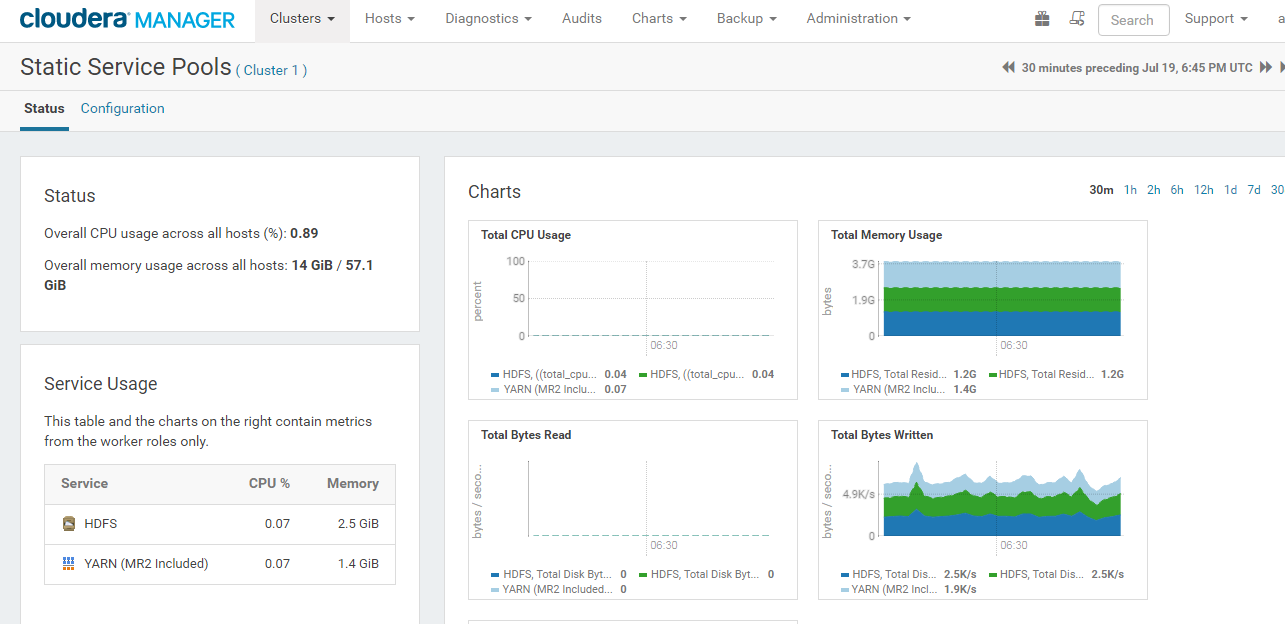 cloudera MANAGER Clusters Hosts Diagnostics Audits Charts Backup Administration Search Support
Static Service Pools ( Cluster 1 )
30 minutes preceding Jul 19, 6:45 PM UTC
Status Configuration
Status
Overall CPU usage across all hosts (%): 0.89
Overall memory usage across all hosts: 14 GiB / 57.1
GiB
Service Usage
This table and the charts on the right contain metrics
from the worker roles only.
Service CPU % Memory
HDFS 0.07 2.5 GiB
YARN (MR2 Included) 0.07 1.4 GiB
Charts
30m 1h 2h 6h 12h 1d 7d 30
Total CPU Usage
percent
100
50
0
06:30
HDFS, ((total_cpu... 0.04 HDFS, ((total_cpu... 0.04
YARN (MR2 Inclu... 0.07
Total Memory Usage
bytes
3.7G
1.9G
0
06:30
HDFS, Total Resid... 1.2G HDFS, Total Resid... 1.2G
YARN (MR2 Inclu... 1.4G
Total Bytes Read
bytes / seco...
06:30
HDFS, Total Disk Byt... 0 HDFS, Total Disk Byt... 0
YARN (MR2 Included... 0
Total Bytes Written
bytes / seco...
4.9K/s
0
06:30
HDFS, Total Dis... 2.5K/s HDFS, Total Dis... 2.5K/s
YARN (MR2 Incl... 1.9K/s